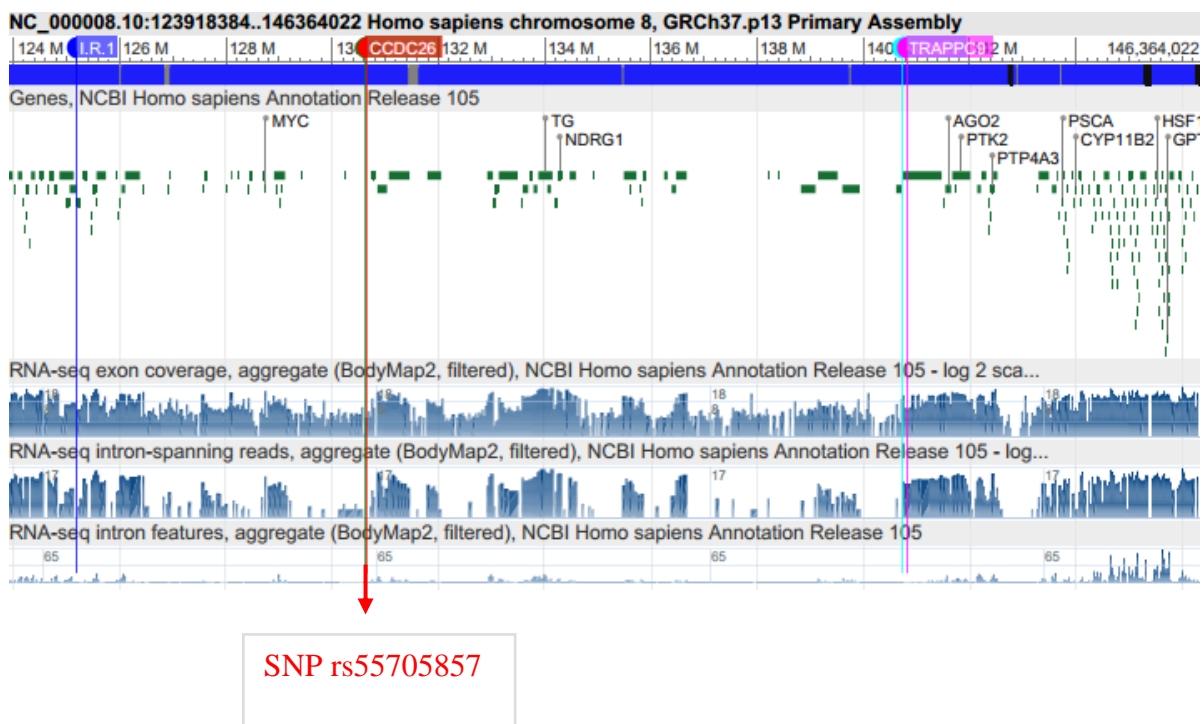 NC_000008.10:123918384..146364022 Homo sapiens chromosome 8, GRCh37.p13 Primary Assembly
124 M I.R.1 126 M 128 M 130 CCDC26 132 M 134 M 136 M 138 M 140 TRAPPC9 2 M 146,364,022
Genes, NCBI Homo sapiens Annotation Release 105
MYC TG AGO2 PSCA HSF1
NDRG1 PTK2 CYP11B2 GPT
PTP4A3
RNA-seq exon coverage, aggregate (BodyMap2, filtered), NCBI Homo sapiens Annotation Release 105 - log 2 sca...
18 18 18 18
RNA-seq intron-spanning reads, aggregate (BodyMap2, filtered), NCBI Homo sapiens Annotation Release 105 - log...
17 17 17 17
RNA-seq intron features, aggregate (BodyMap2, filtered), NCBI Homo sapiens Annotation Release 105
65 65 65 65
SNP rs55705857